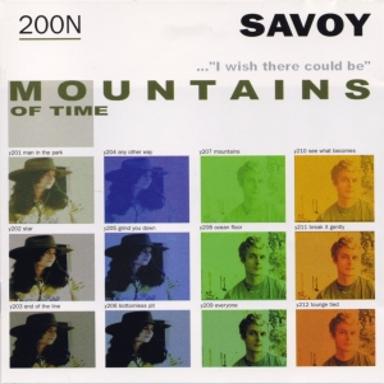 200N
SAVOY
..."I wish there could be"
MOUNTAINS
OF TIME
y201 man in the park
y204 any other way
y207 mountains
y210 see what becomes
y202 star
y205 grind you down
y208 ocean floor
y211 break it gently
y203 end of the line
y206 bottomless pit
y209 everyone
y212 lounge tied